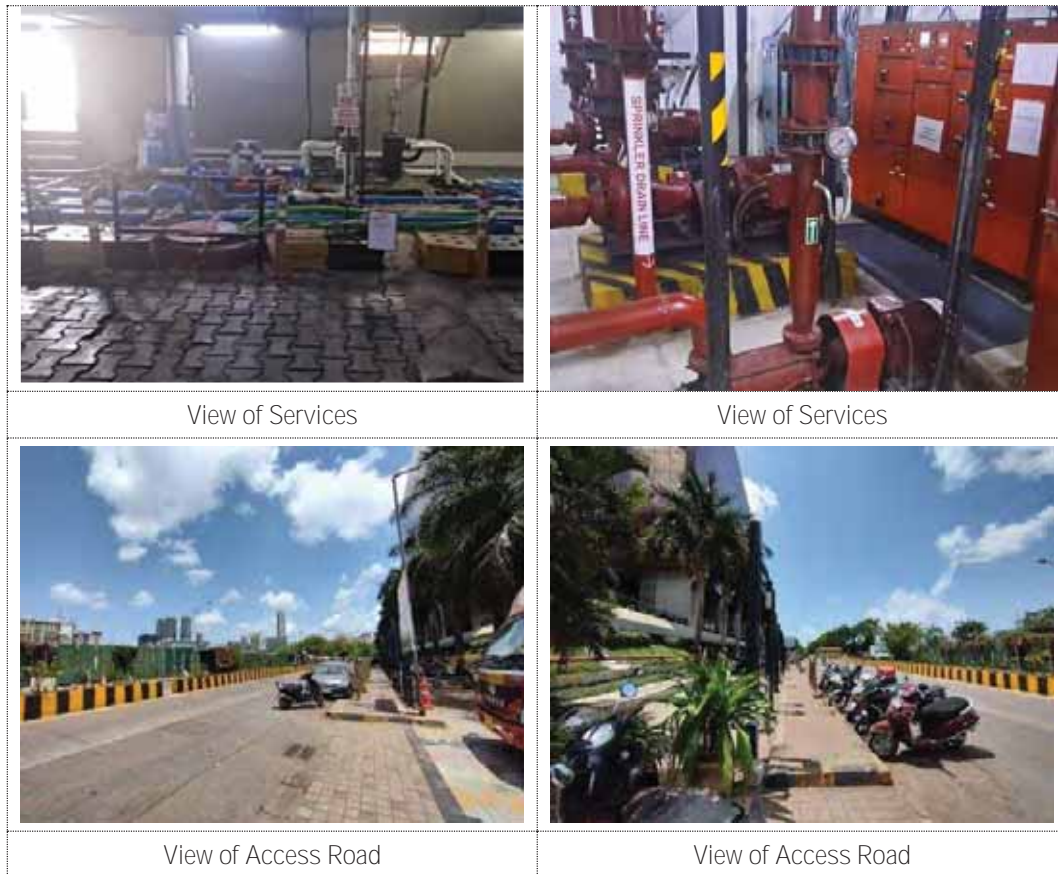 SPRINKLER DRAIN LINE
View of Services
View of Services
View of Access Road
View of Access Road